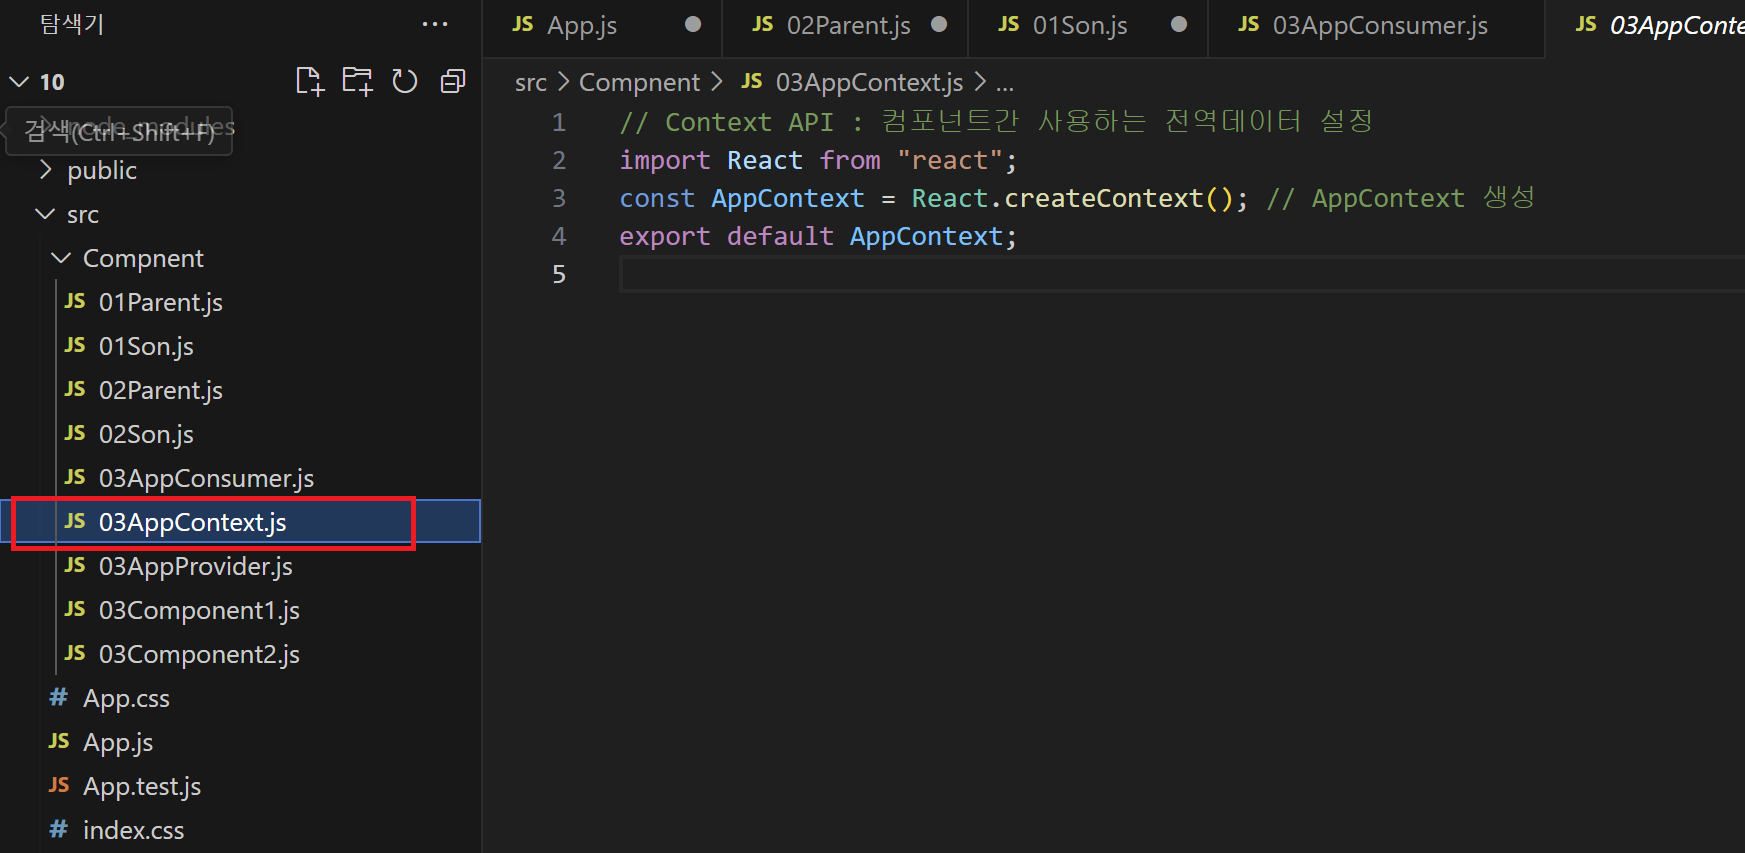 탐색기
10
node_modules
검색(Ctrl+Shift+F)
public
src
Compnent
JS 01Parent.js
JS 01Son.js
JS 02Parent.js
JS 02Son.js
JS 03AppConsumer.js
JS 03AppContext.js
JS 03AppProvider.js
JS 03Component1.js
JS 03Component2.js
# App.css
JS App.js
JS App.test.js
# index.css
JS App.js
JS 02Parent.js
JS 01Son.js
JS 03AppConsumer.js
JS 03AppConte
src > Compnent > JS 03AppContext.js > ...
1 // Context API : 컴포넌트간 사용하는 전역데이터 설정
2 import React from "react";
3 const AppContext = React.createContext(); // AppContext 생성
4 export default AppContext;
5